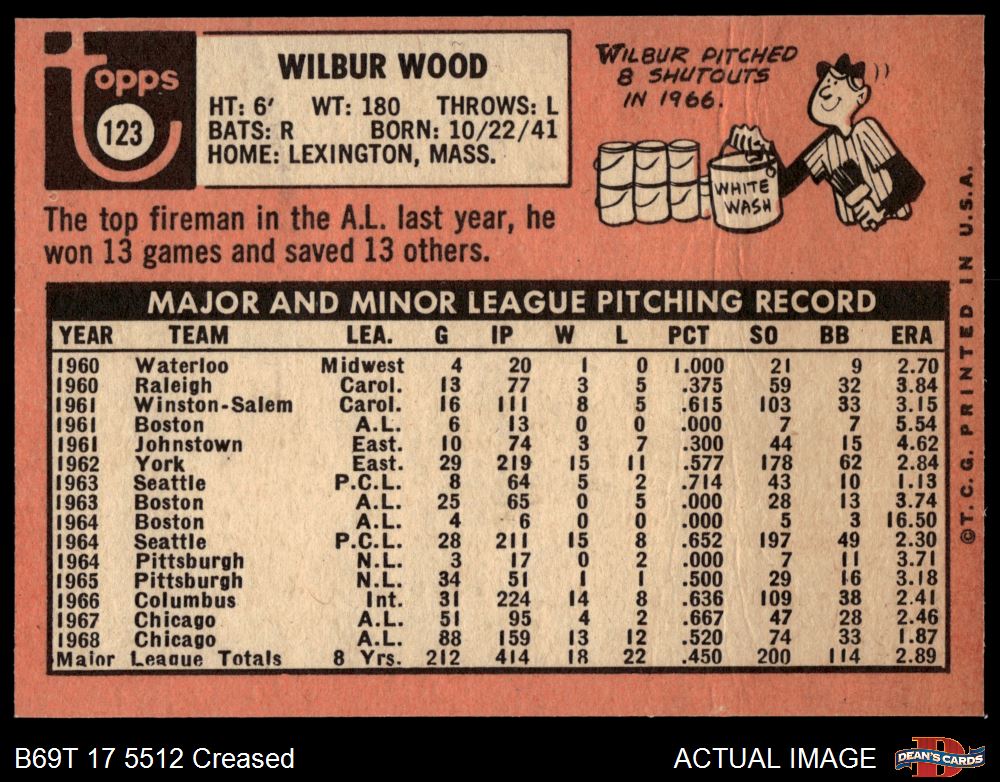 topps
123
WILBUR WOOD
HT: 6' WT: 180 THROWS: L
BATS: R BORN: 10/22/41
HOME: LEXINGTON, MASS.
WILBUR PITCHED
8 SHUTOUTS
IN 1966.
WHITE
WASH
The top fireman in the A.L. last year, he
won 13 games and saved 13 others.
MAJOR AND MINOR LEAGUE PITCHING RECORD
YEAR TEAM LEA. G IP W L PCT SO BB ERA
1960 Waterloo Midwest 4 20 1 0 1.000 21 9 2.70
1960 Raleigh Carol. 13 77 3 5 .375 59 32 3.84
1961 Winston-Salem Carol. 16 111 8 5 .615 103 33 3.15
1961 Boston A.L. 6 13 0 0 .000 7 7 5.54
1961 Johnstown East. 10 74 3 7 .300 44 15 4.62
1962 York East. 29 219 15 11 .577 178 62 2.84
1963 Seattle P.C.L. 8 64 5 2 .714 43 10 1.13
1963 Boston A.L. 25 65 0 5 .000 28 13 3.74
1964 Boston A.L. 4 6 0 0 .000 5 3 16.50
1964 Seattle P.C.L. 28 211 15 8 .652 197 49 2.30
1964 Pittsburgh N.L. 3 17 0 2 .000 7 11 3.71
1965 Pittsburgh N.L. 34 51 1 1 .500 29 16 3.18
1966 Columbus Int. 31 224 14 8 .636 109 38 2.41
1967 Chicago A.L. 51 95 4 2 .667 47 28 2.46
1968 Chicago A.L. 88 159 13 12 .520 74 33 1.87
Major League Totals 8 Yrs. 212 414 18 22 .450 200 114 2.89
©T.C.G. PRINTED IN U.S.A.
B69T 17 5512 Creased
ACTUAL IMAGE
D
DEAN'S CARDS